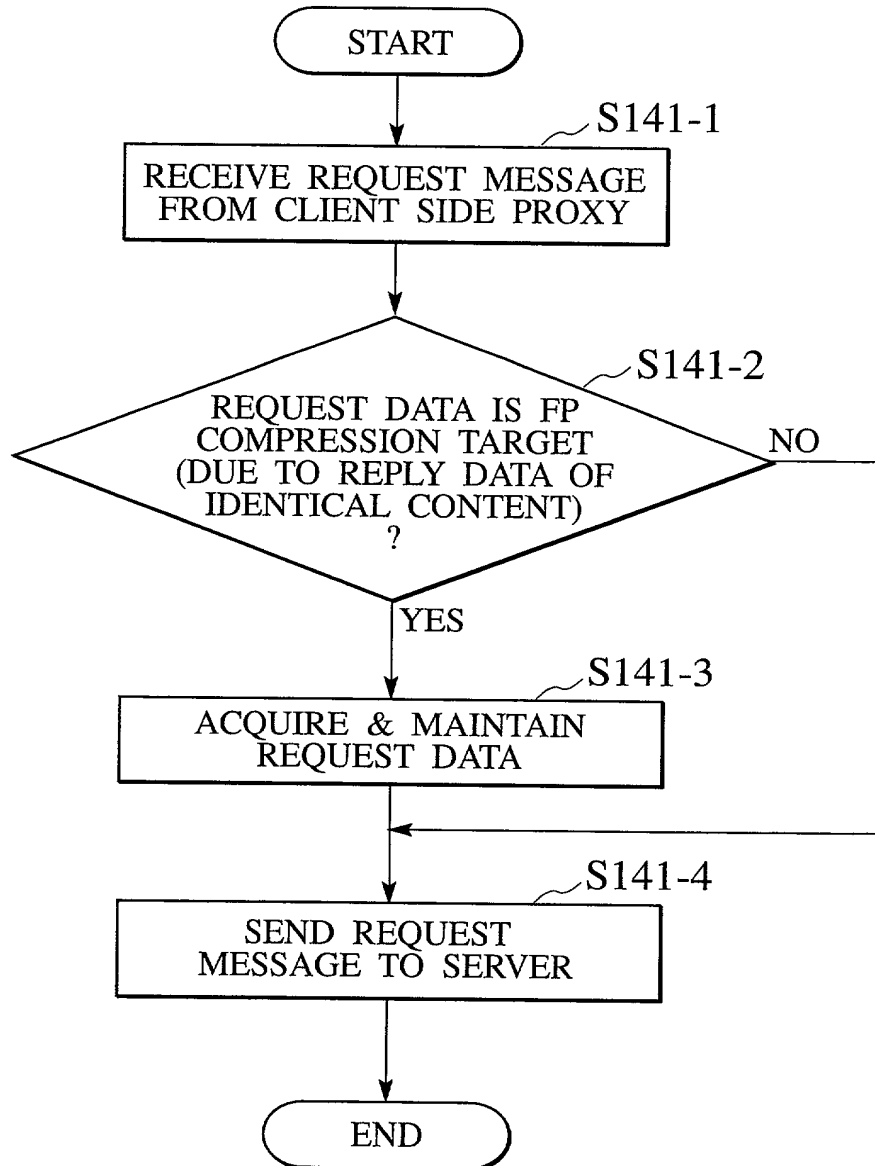 START
S141-1
RECEIVE REQUEST MESSAGE
FROM CLIENT SIDE PROXY
S141-2
REQUEST DATA IS FP
COMPRESSION TARGET
(DUE TO REPLY DATA OF
IDENTICAL CONTENT)
?
NO
YES
S141-3
ACQUIRE & MAINTAIN
REQUEST DATA
S141-4
SEND REQUEST
MESSAGE TO SERVER
END